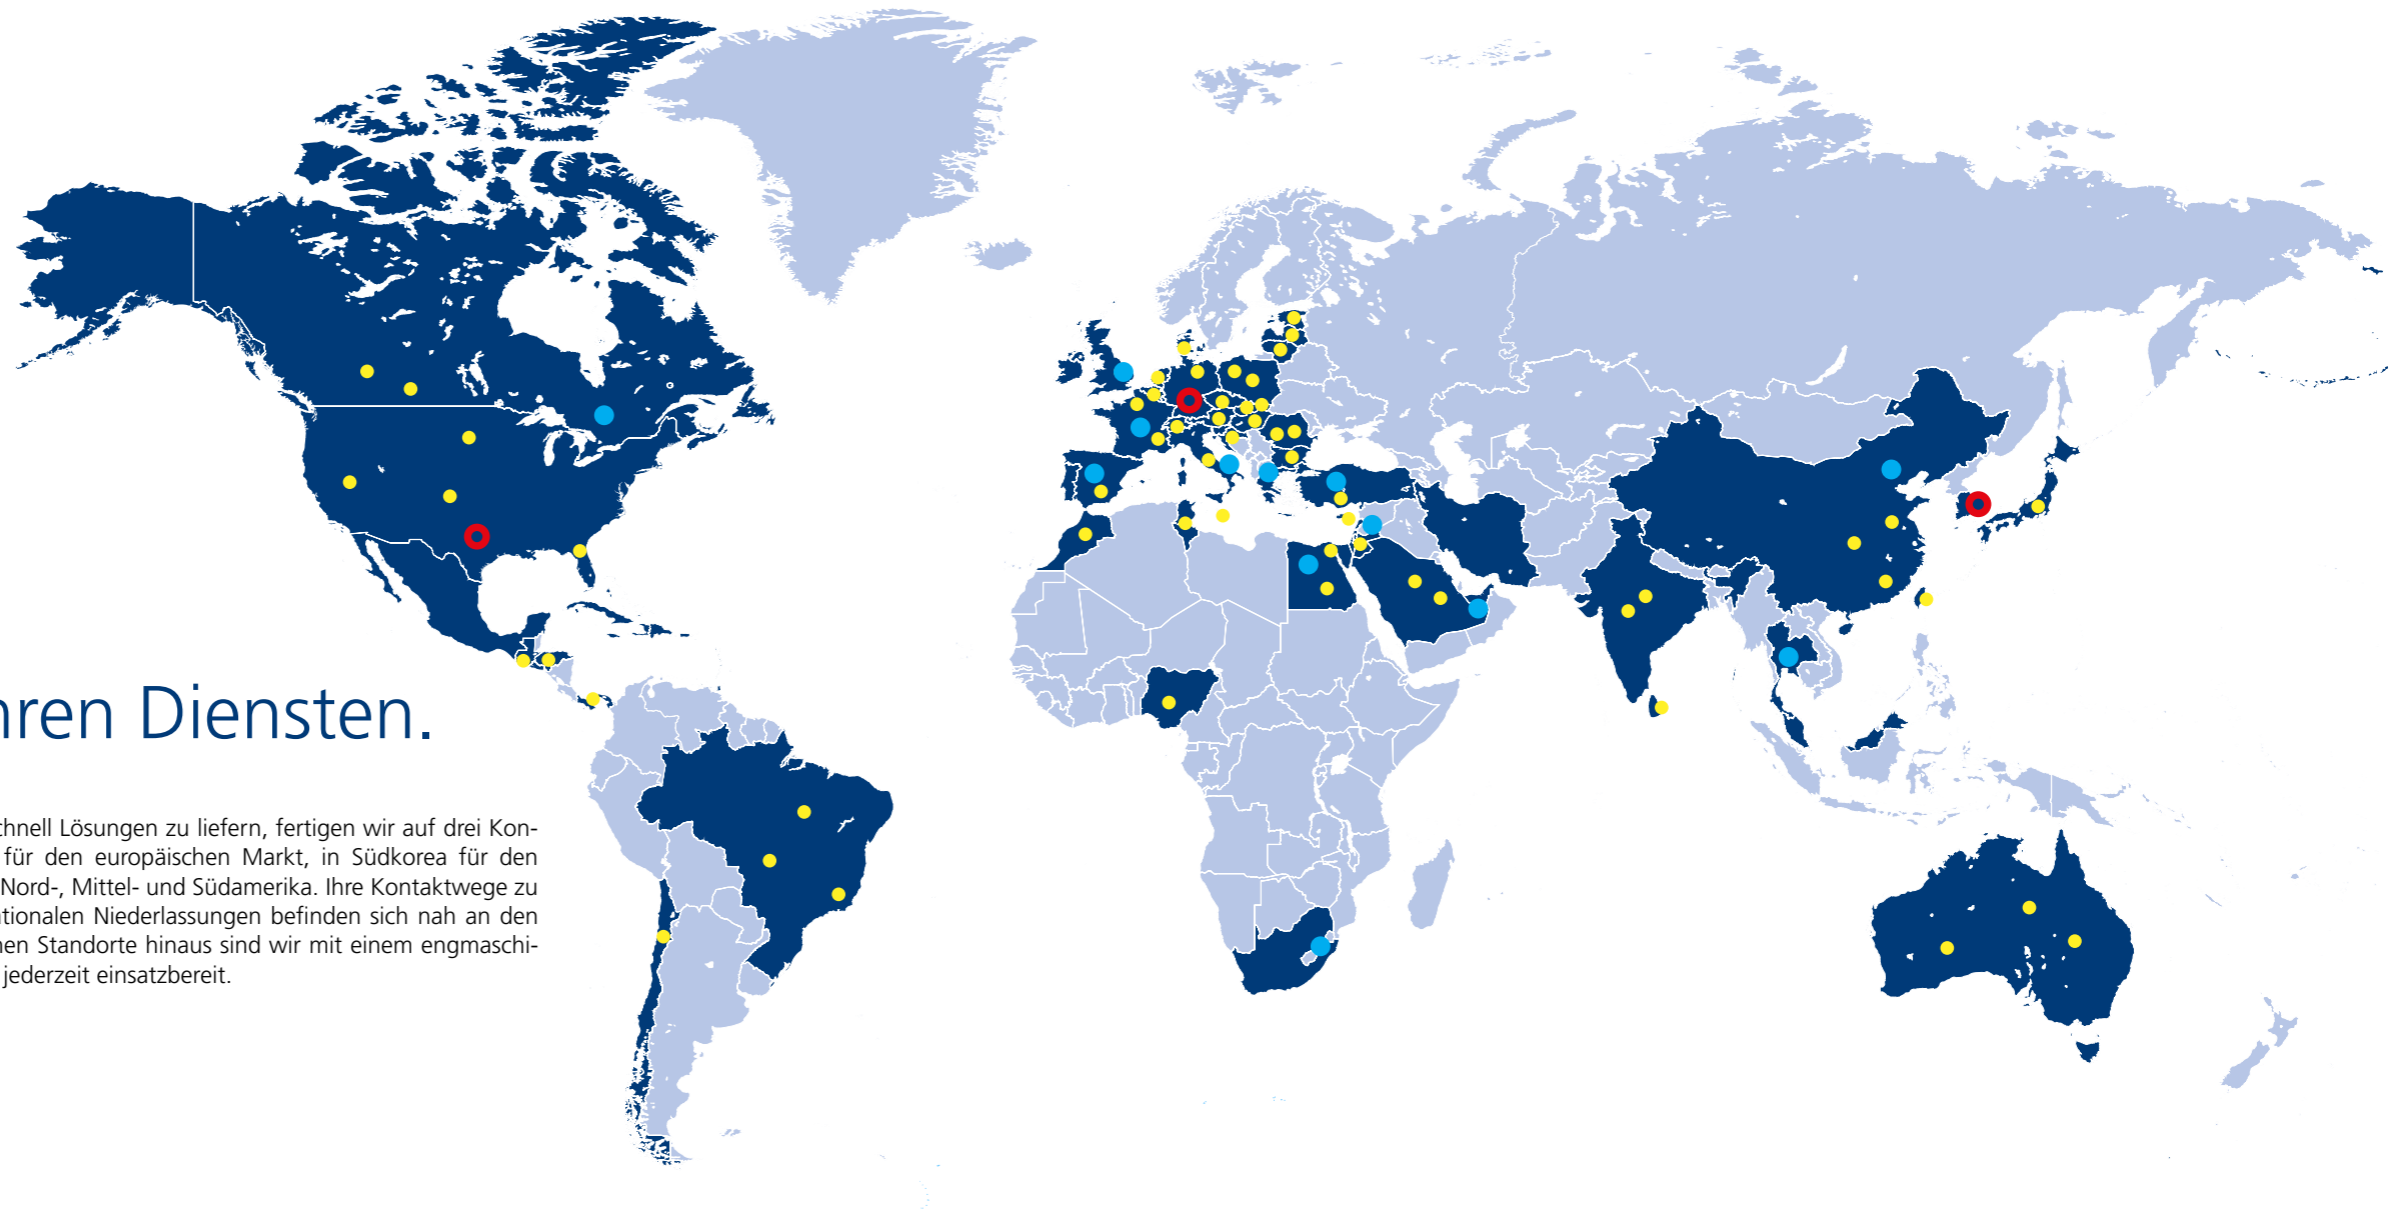 hren Diensten.
chnell Lösungen zu liefern, fertigen wir auf drei Kon-
für den europäischen Markt, in Südkorea für den
Nord-, Mittel- und Südamerika. Ihre Kontaktwege zu
ationalen Niederlassungen befinden sich nah an den
hen Standorte hinaus sind wir mit einem engmaschi-
jederzeit einsatzbereit.